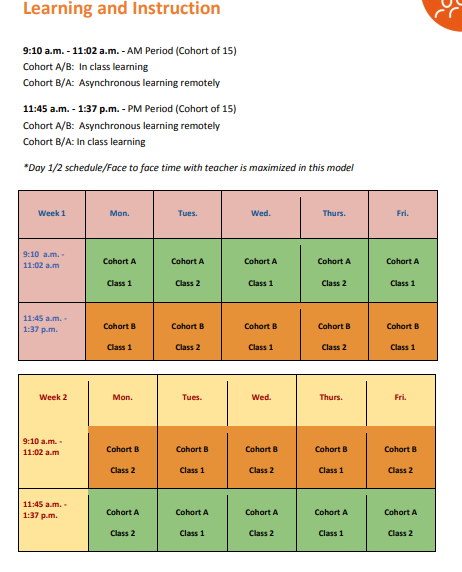 Learning and Instruction
9:10 a.m. - 11:02 a.m. - AM Period (Cohort of 15)
Cohort A/B: In class learning
Cohort B/A: Asynchronous learning remotely
11:45 a.m. - 1:37 p.m. - PM Period (Cohort of 15)
Cohort A/B: Asynchronous learning remotely
Cohort B/A: In class learning
*Day 1/2 schedule/Face to face time with teacher is maximized in this model
Week 1 Mon. Tues. Wed. Thurs. Fri.
9:10 a.m. -
11:02 a.m
Cohort A Cohort A Cohort A Cohort A Cohort A
Class 1 Class 2 Class 1 Class 2 Class 1
11:45 a.m. -
1:37 p.m.
Cohort B Cohort B Cohort B Cohort B Cohort B
Class 1 Class 2 Class 1 Class 2 Class 1
Week 2 Mon. Tues. Wed. Thurs. Fri.
9:10 a.m. -
11:02 a.m
Cohort B Cohort B Cohort B Cohort B Cohort B
Class 2 Class 1 Class 2 Class 1 Class 2
11:45 a.m. -
1:37 p.m.
Cohort A Cohort A Cohort A Cohort A Cohort A
Class 2 Class 1 Class 2 Class 1 Class 2